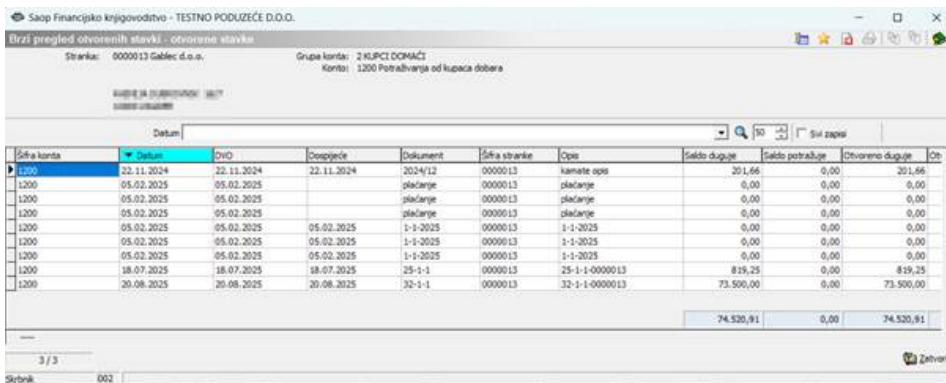 Saop Financijsko knjigovodstvo - TESTNO PODUZEĆE D.O.O.
Brzi pregled otvorenih stavki - otvorene stavke
Stranka: 0000013 Gablec d.o.o. Grupa konta: 2 KUPCI DOMAĆI
Konto: 1200 Potraživanja od kupaca dobara
Datum 50 Svi zapisi
Šifra konta Datum DVO Dospijeće Dokument Šifra stranke Opis Saldo duguje Saldo potražuje Otvoreno duguje Otv
1200 22.11.2024 22.11.2024 22.11.2024 2024/12 0000013 kamate opis 201,66 0,00 201,66
1200 05.02.2025 05.02.2025 plaćanje 0000013 plaćanje 0,00 0,00 0,00
1200 05.02.2025 05.02.2025 plaćanje 0000013 plaćanje 0,00 0,00 0,00
1200 05.02.2025 05.02.2025 plaćanje 0000013 plaćanje 0,00 0,00 0,00
1200 05.02.2025 05.02.2025 05.02.2025 1-1-2025 0000013 1-1-2025 0,00 0,00 0,00
1200 05.02.2025 05.02.2025 05.02.2025 1-1-2025 0000013 1-1-2025 0,00 0,00 0,00
1200 05.02.2025 05.02.2025 05.02.2025 1-1-2025 0000013 1-1-2025 0,00 0,00 0,00
1200 18.07.2025 18.07.2025 18.07.2025 25-1-1 0000013 25-1-1-0000013 819,25 0,00 819,25
1200 20.08.2025 20.08.2025 20.08.2025 32-1-1 0000013 32-1-1-0000013 73.500,00 0,00 73.500,00
74.520,91 0,00 74.520,91
3/3 Zatvori
Skrbnik 002